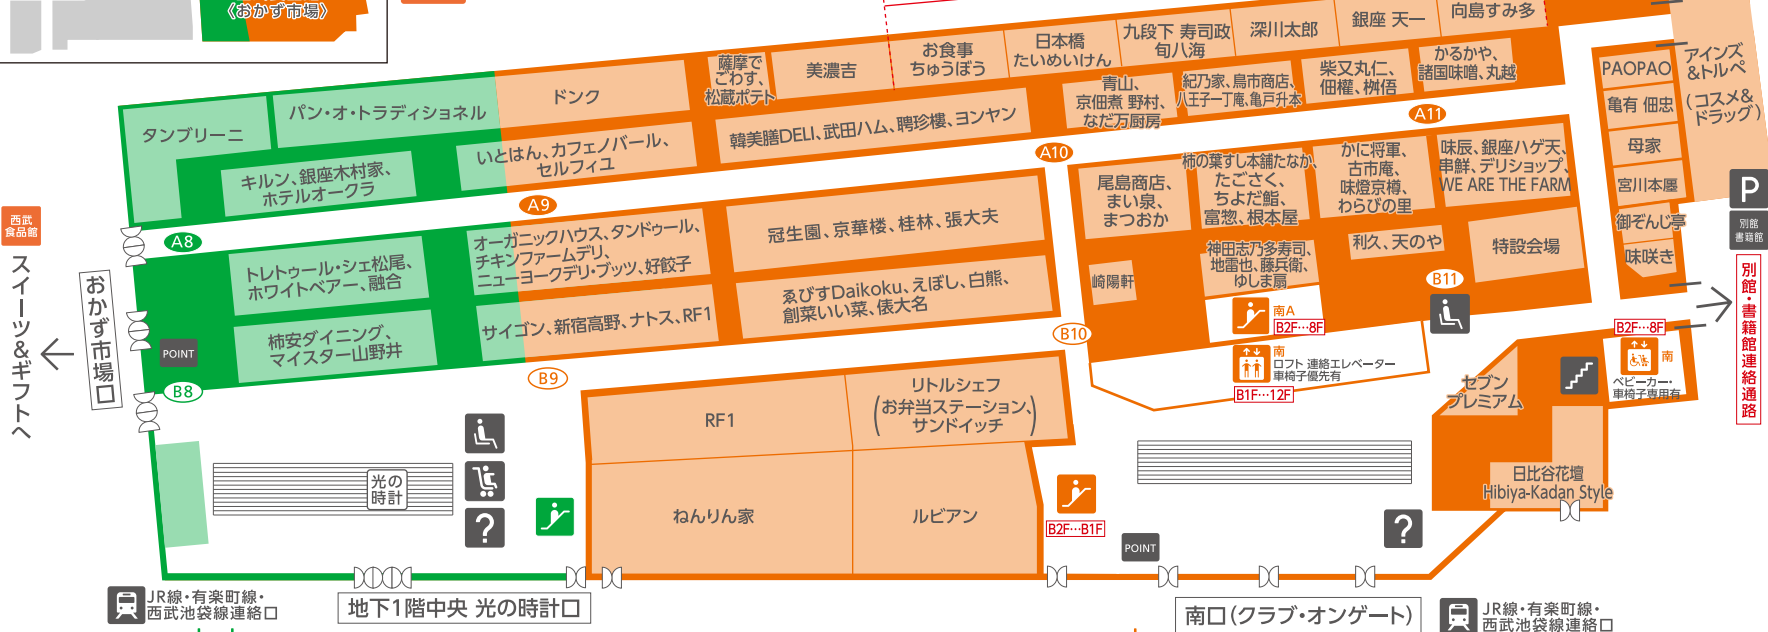 〈おかず市場〉
タンブリーニ
パン・オ・トラディショネル
ドンク
薩摩で
ごわす、
松蔵ポテト
美濃吉
お食事
ちゅうぼう
日本橋
たいめいけん
九段下 寿司政
旬八海
深川太郎
銀座 天一
向島すみ多
キルン、銀座木村家、
ホテルオークラ
いとはん、カフェノバール、
セルフィユ
韓美膳DELI、武田ハム、聘珍樓、ヨンヤン
青山、
京佃煮 野村、
なだ万厨房
紀乃家、鳥市商店、
八王子一丁庵、亀戸升本
柴又丸仁、
佃權、桝悟
かるかや、
諸国味噌、丸越
PAOPAO
亀有 佃忠
母家
宮川本廛
御ぞんじ亭
味咲き
アインズ
&トルペ
(コスメ&
ドラッグ)
A8
A9
A10
A11
西武
食品館
スイーツ&ギフトへ
おかず市場口
トレトゥール・シェ松尾、
ホワイトベアー、融合
オーガニックハウス、タンドゥール、
チキンファームデリ、
ニューヨークデリ・ブッツ、好餃子
冠生園、京華楼、桂林、張大夫
尾島商店、
まい泉、
まつおか
柿の葉すし本舗たなか、
たごさく、
ちよだ鮨、
富惣、根本屋
かに将軍、
古市庵、
味燈京樽、
わらびの里
味辰、銀座ハゲ天、
串鮮、デリショップ、
WE ARE THE FARM
神田志乃多寿司、
地雷也、藤兵衛、
ゆしま扇
利久、天のや
特設会場
崎陽軒
POINT
柿安ダイニング、
マイスター山野井
サイゴン、新宿高野、ナトス、RF1
ゑびすDaikoku、えぼし、白熊、
創菜いい菜、俵大名
B8
B9
B10
B11
南A
B2F…8F
南
ロフト 連絡エレベーター
車椅子優先有
B1F…12F
P
別館
書籍館
別館・書籍館連絡通路
B2F…8F
南
ベビーカー・
車椅子専用有
セブン
プレミアム
日比谷花壇
Hibiya-Kadan Style
RF1
リトルシェフ
(お弁当ステーション、
サンドイッチ)
ねんりん家
ルビアン
光の
時計
?
B2F…B1F
POINT
?
JR線・有楽町線・
西武池袋線連絡口
地下1階中央 光の時計口
南口(クラブ・オンゲート)
JR線・有楽町線・
西武池袋線連絡口